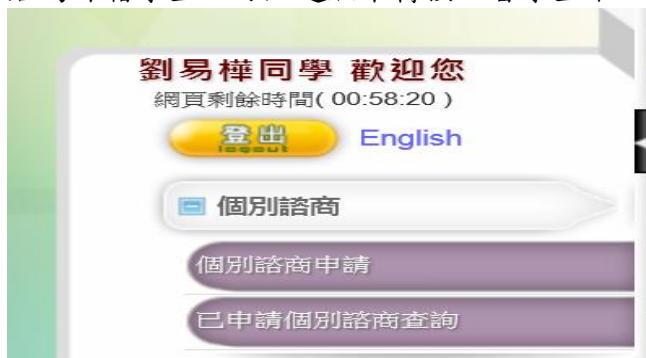 劉易樺同學 歡迎您
網頁剩餘時間( 00:58:20 )
登出 English
logout
個別諮商
個別諮商申請
已申請個別諮商查詢